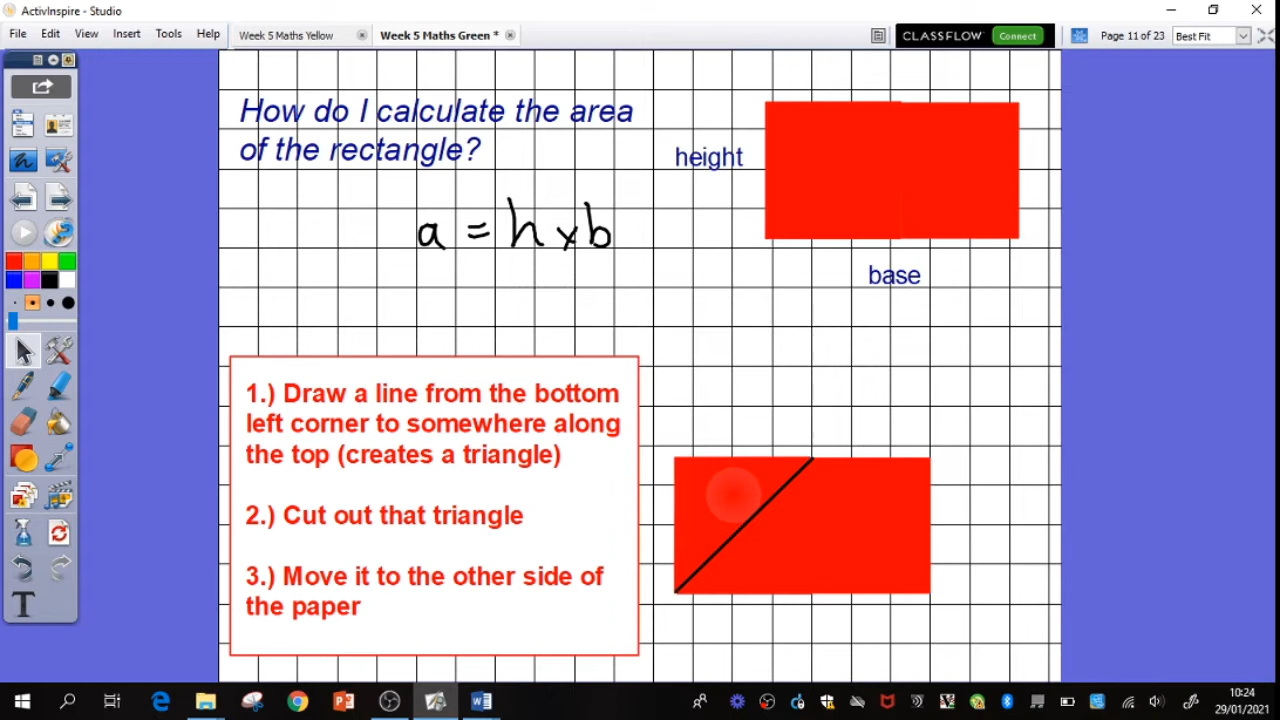 ActivInspire - Studio
File Edit View Insert Tools Help
Week 5 Maths Yellow
Week 5 Maths Green *
CLASSFLOW Connect
Page 11 of 23
Best Fit
How do I calculate the area
of the rectangle?
a = h x b
height
base
1.) Draw a line from the bottom
left corner to somewhere along
the top (creates a triangle)
2.) Cut out that triangle
3.) Move it to the other side of
the paper
T
10:24
29/01/2021